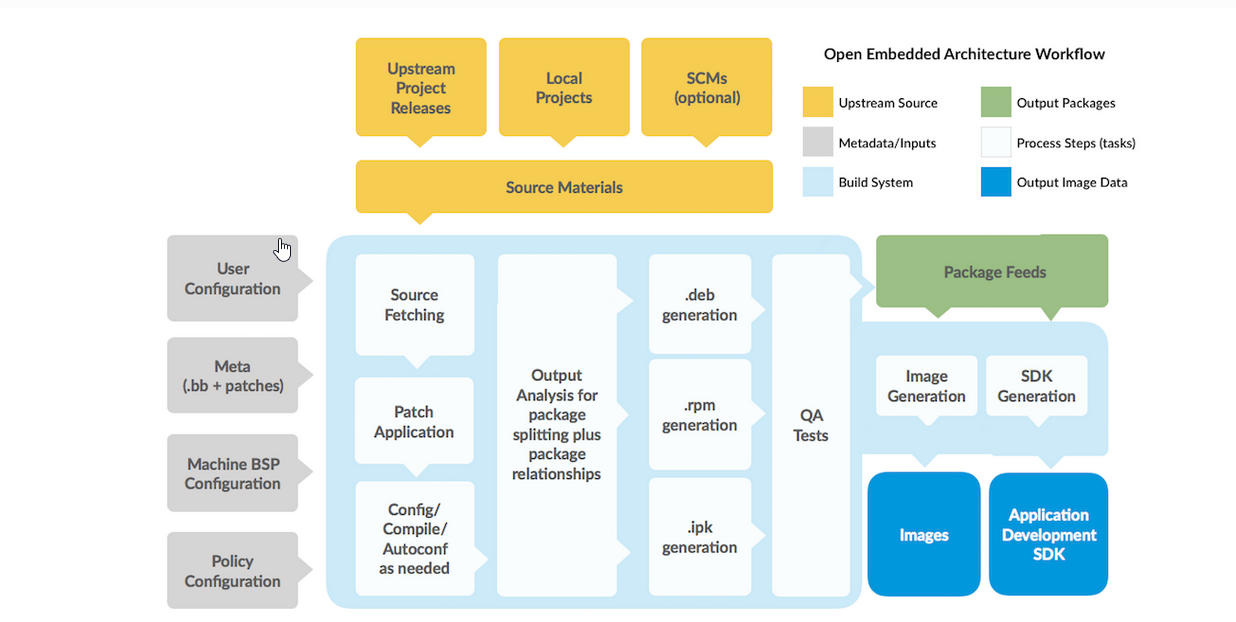 Open Embedded Architecture Workflow
Upstream
Project
Releases
Local
Projects
SCMs
(optional)
Upstream Source
Output Packages
Metadata/Inputs
Process Steps (tasks)
Build System
Output Image Data
Source Materials
User
Configuration
Meta
(.bb + patches)
Machine BSP
Configuration
Policy
Configuration
Source
Fetching
Patch
Application
Config/
Compile/
Autoconf
as needed
Output
Analysis for
package
splitting plus
package
relationships
.deb
generation
.rpm
generation
.ipk
generation
QA
Tests
Package Feeds
Image
Generation
SDK
Generation
Images
Application
Development
SDK